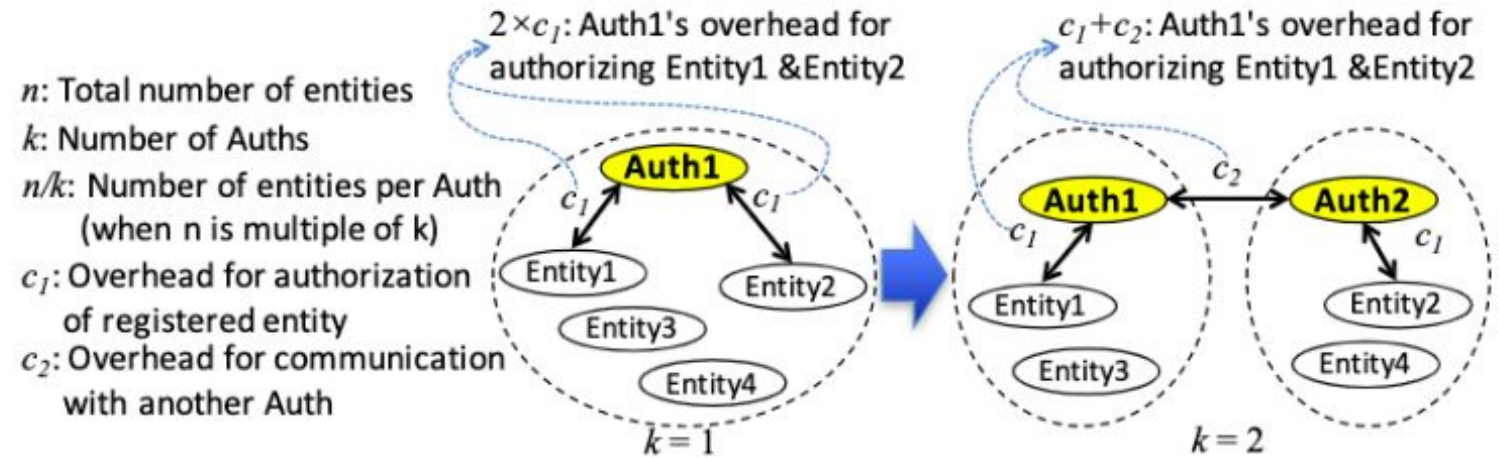 n: Total number of entities
k: Number of Auths
n/k: Number of entities per Auth
(when n is multiple of k)
c₁: Overhead for authorization
of registered entity
c₂: Overhead for communication
with another Auth
2×c₁: Auth1's overhead for
authorizing Entity1 &Entity2
Auth1
c₁
c₁
Entity1
Entity2
Entity3
Entity4
k = 1
c₁+c₂: Auth1's overhead for
authorizing Entity1 &Entity2
c₂
Auth1
Auth2
c₁
c₁
Entity1
Entity2
Entity3
Entity4
k = 2